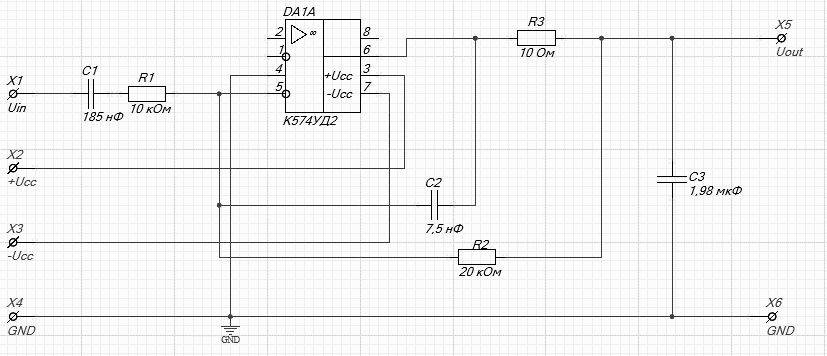 DA1A
X5
R3
2
∞
8
1
6
Uout
10 Ом
X1
C1
R1
4
+Ucc
3
5
-Ucc
7
Uin
185 нФ
10 кОм
К574УД2
X2
+Ucc
C2
C3
1,98 мкФ
X3
7,5 нФ
-Ucc
R2
20 кОм
X4
X6
GND
GND
GND